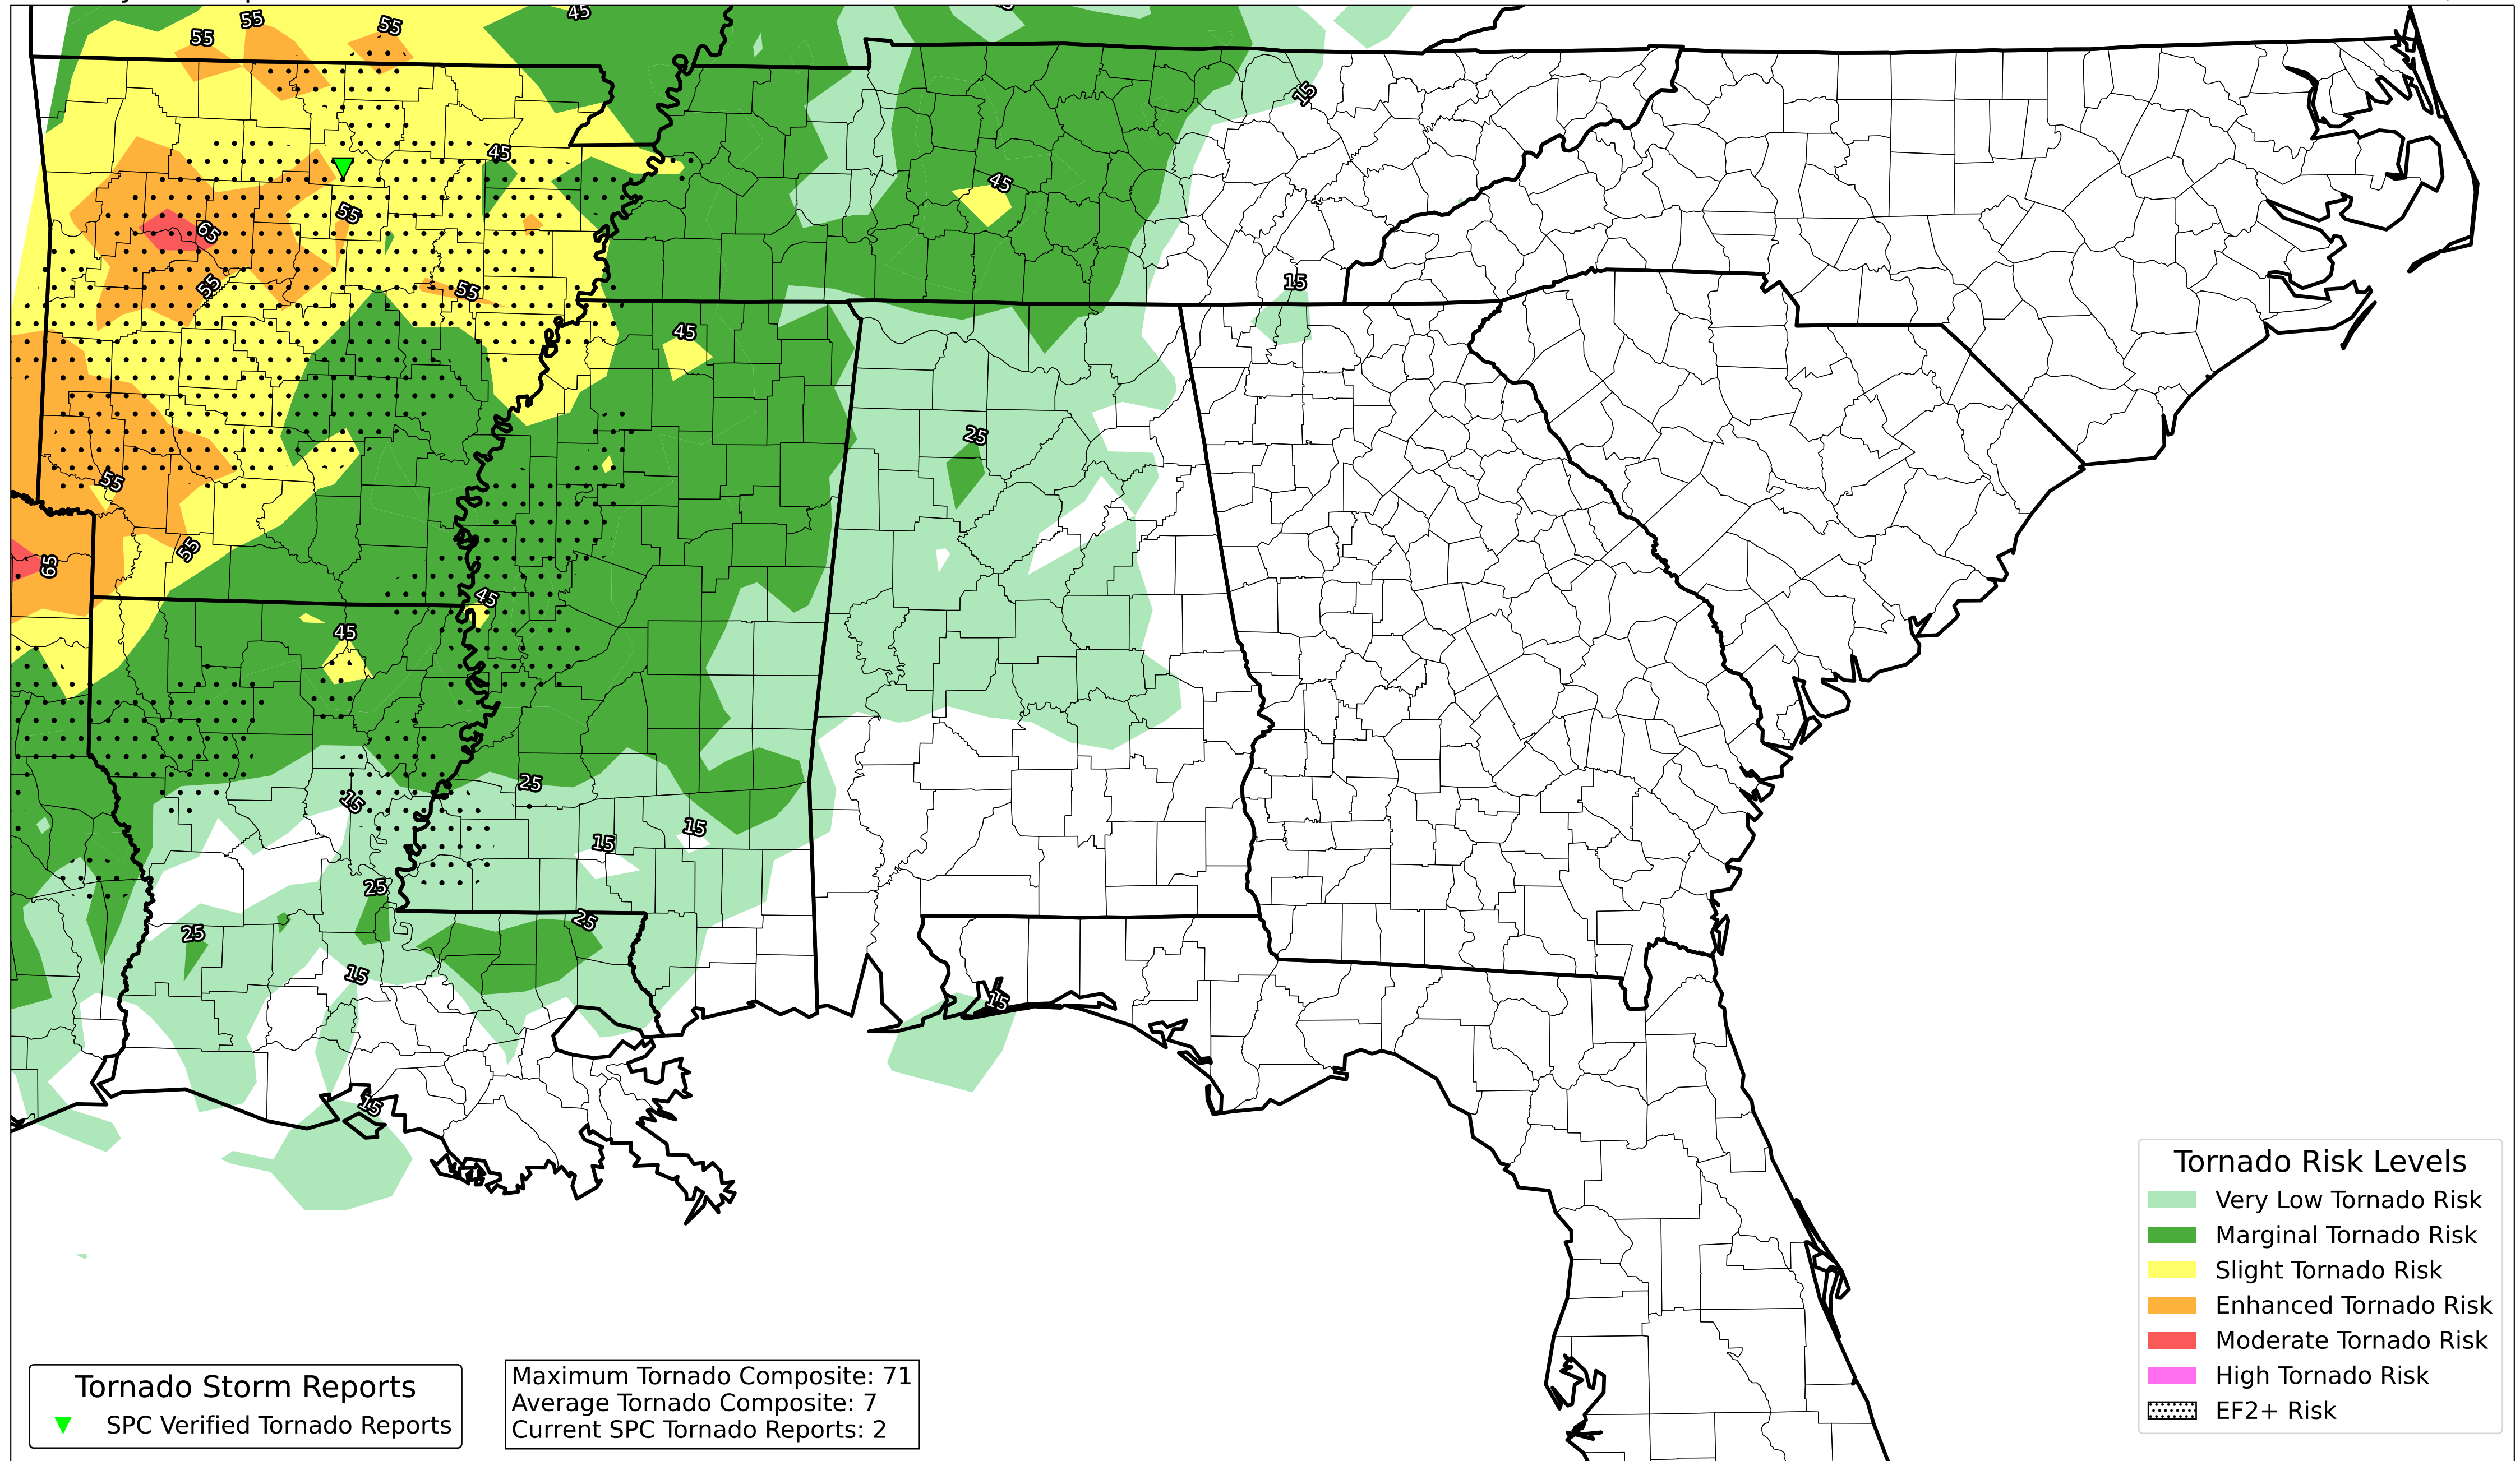 55
55
55
45
15
45
45
65
55
15
55
55
45
25
55
65
55
45
45
25
15
15
15
25
25
25
15
15
15
Tornado Risk Levels
Very Low Tornado Risk
Marginal Tornado Risk
Slight Tornado Risk
Enhanced Tornado Risk
Moderate Tornado Risk
High Tornado Risk
EF2+ Risk
Tornado Storm Reports
SPC Verified Tornado Reports
Maximum Tornado Composite: 71
Average Tornado Composite: 7
Current SPC Tornado Reports: 2